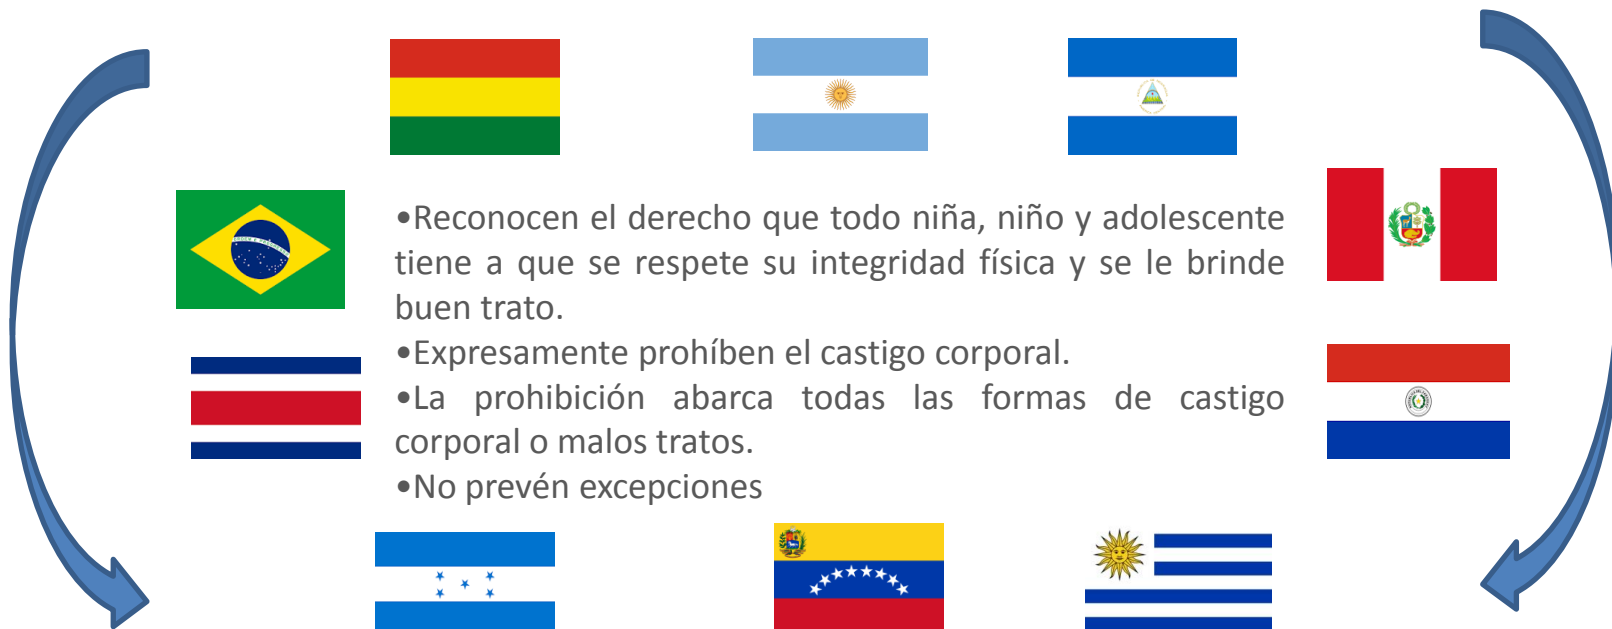 •Reconocen el derecho que todo niña, niño y adolescente
tiene a que se respete su integridad física y se le brinde
buen trato.
•Expresamente prohíben el castigo corporal.
•La prohibición abarca todas las formas de castigo
corporal o malos tratos.
•No prevén excepciones